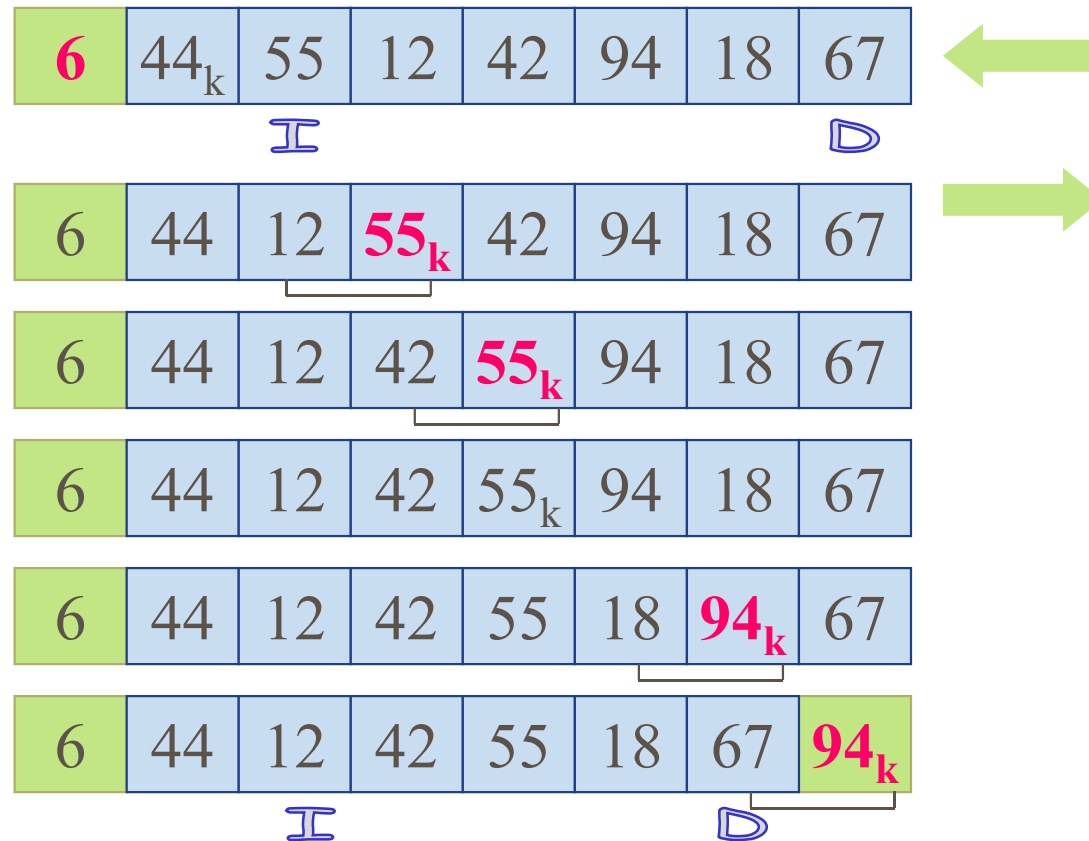 6 44k 55 12 42 94 18 67
I D
6 44 12 55k 42 94 18 67
6 44 12 42 55k 94 18 67
6 44 12 42 55k 94 18 67
6 44 12 42 55 18 94k 67
6 44 12 42 55 18 67 94k
I D